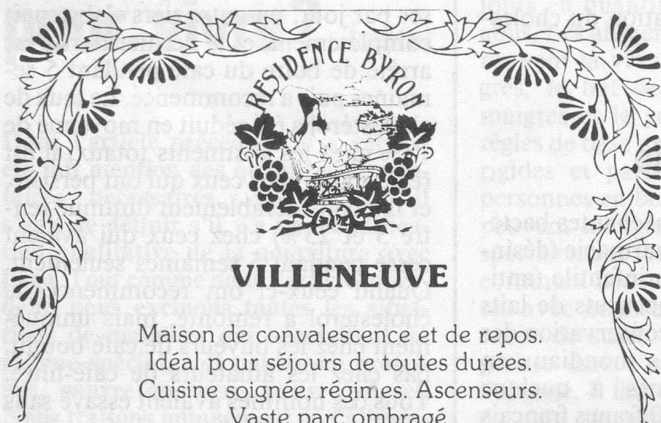 RESIDENCE BYRON
VILLENEUVE
Maison de convalescence et de repos.
Idéal pour séjours de toutes durées.
Cuisine soignée, régimes. Ascenseurs.
Vaste parc ombragé